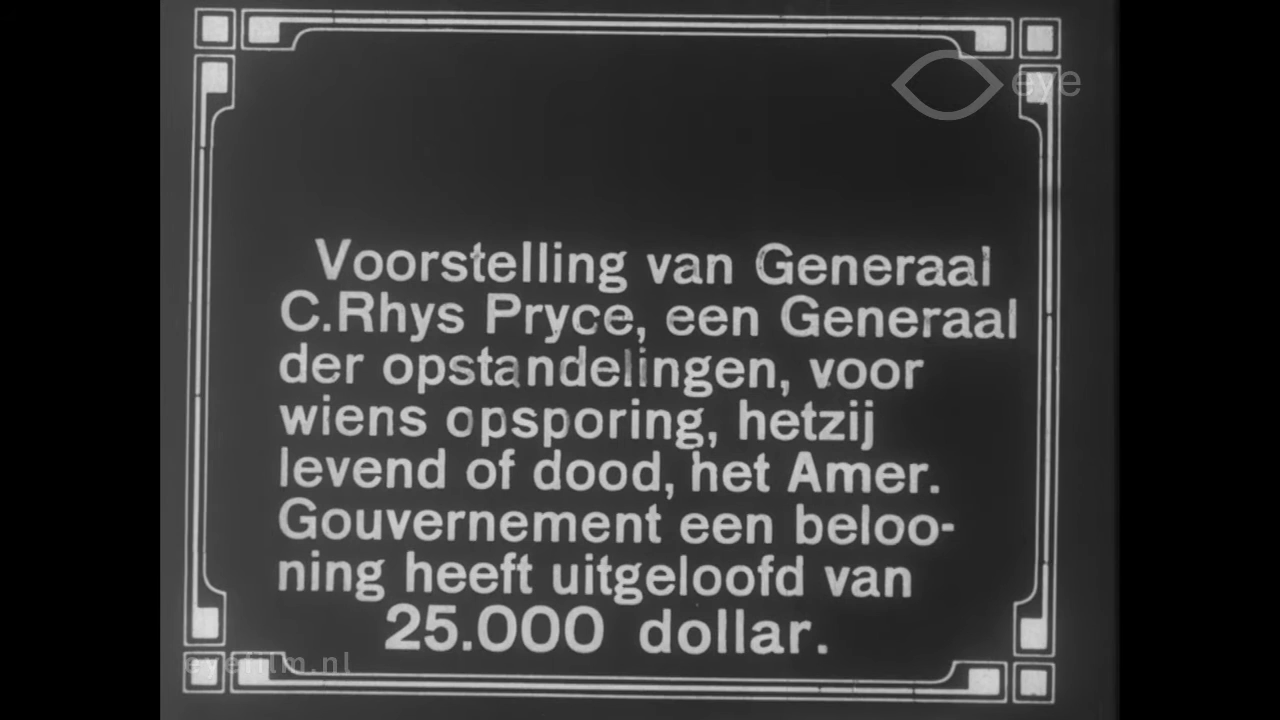 eye
Voorstelling van Generaal
C.Rhys Pryce, een Generaal
der opstandelingen, voor
wiens opsporing, hetzij
levend of dood, het Amer.
Gouvernement een beloo-
ning heeft uitgeloofd van
25.000 dollar.
eyefilm.nl